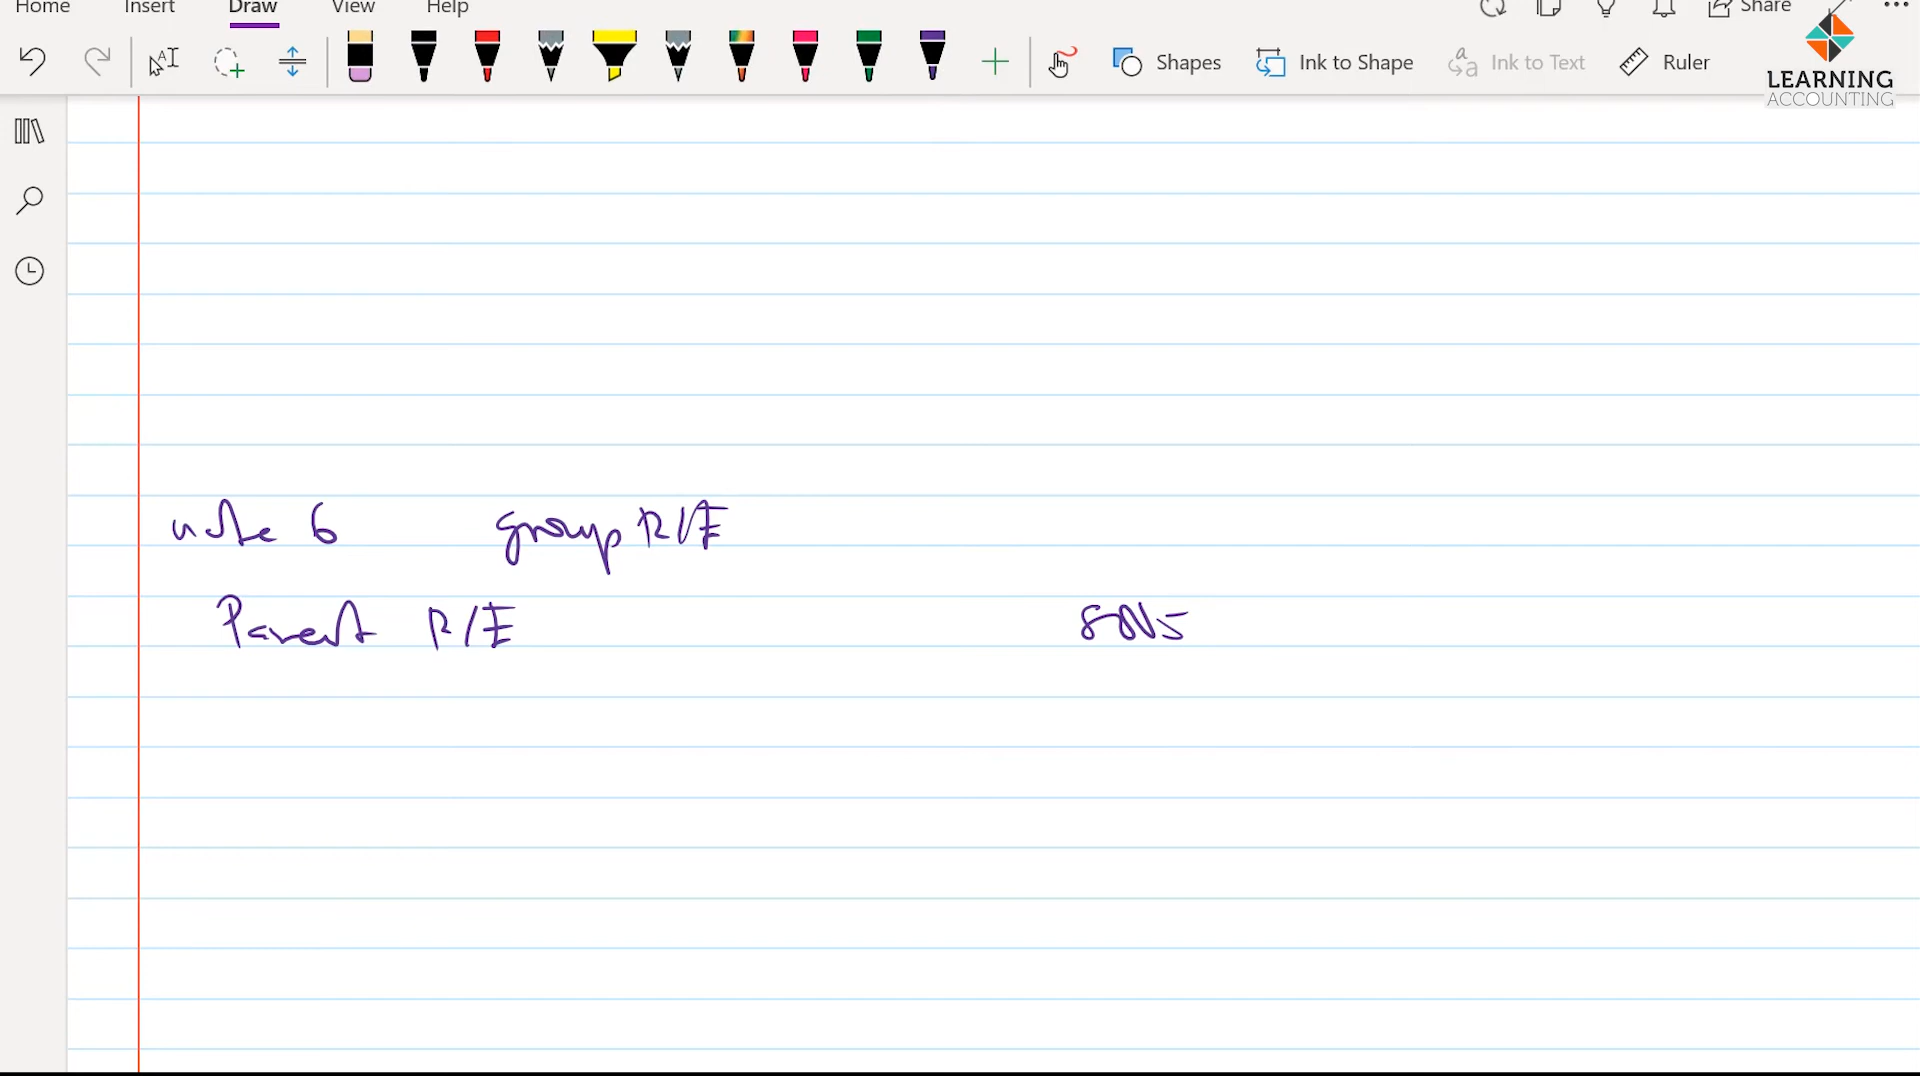 Home Insert Draw View Help Share
Shapes Ink to Shape Ink to Text Ruler
LEARNING
ACCOUNTING
note 6 group R/E
Parent R/E